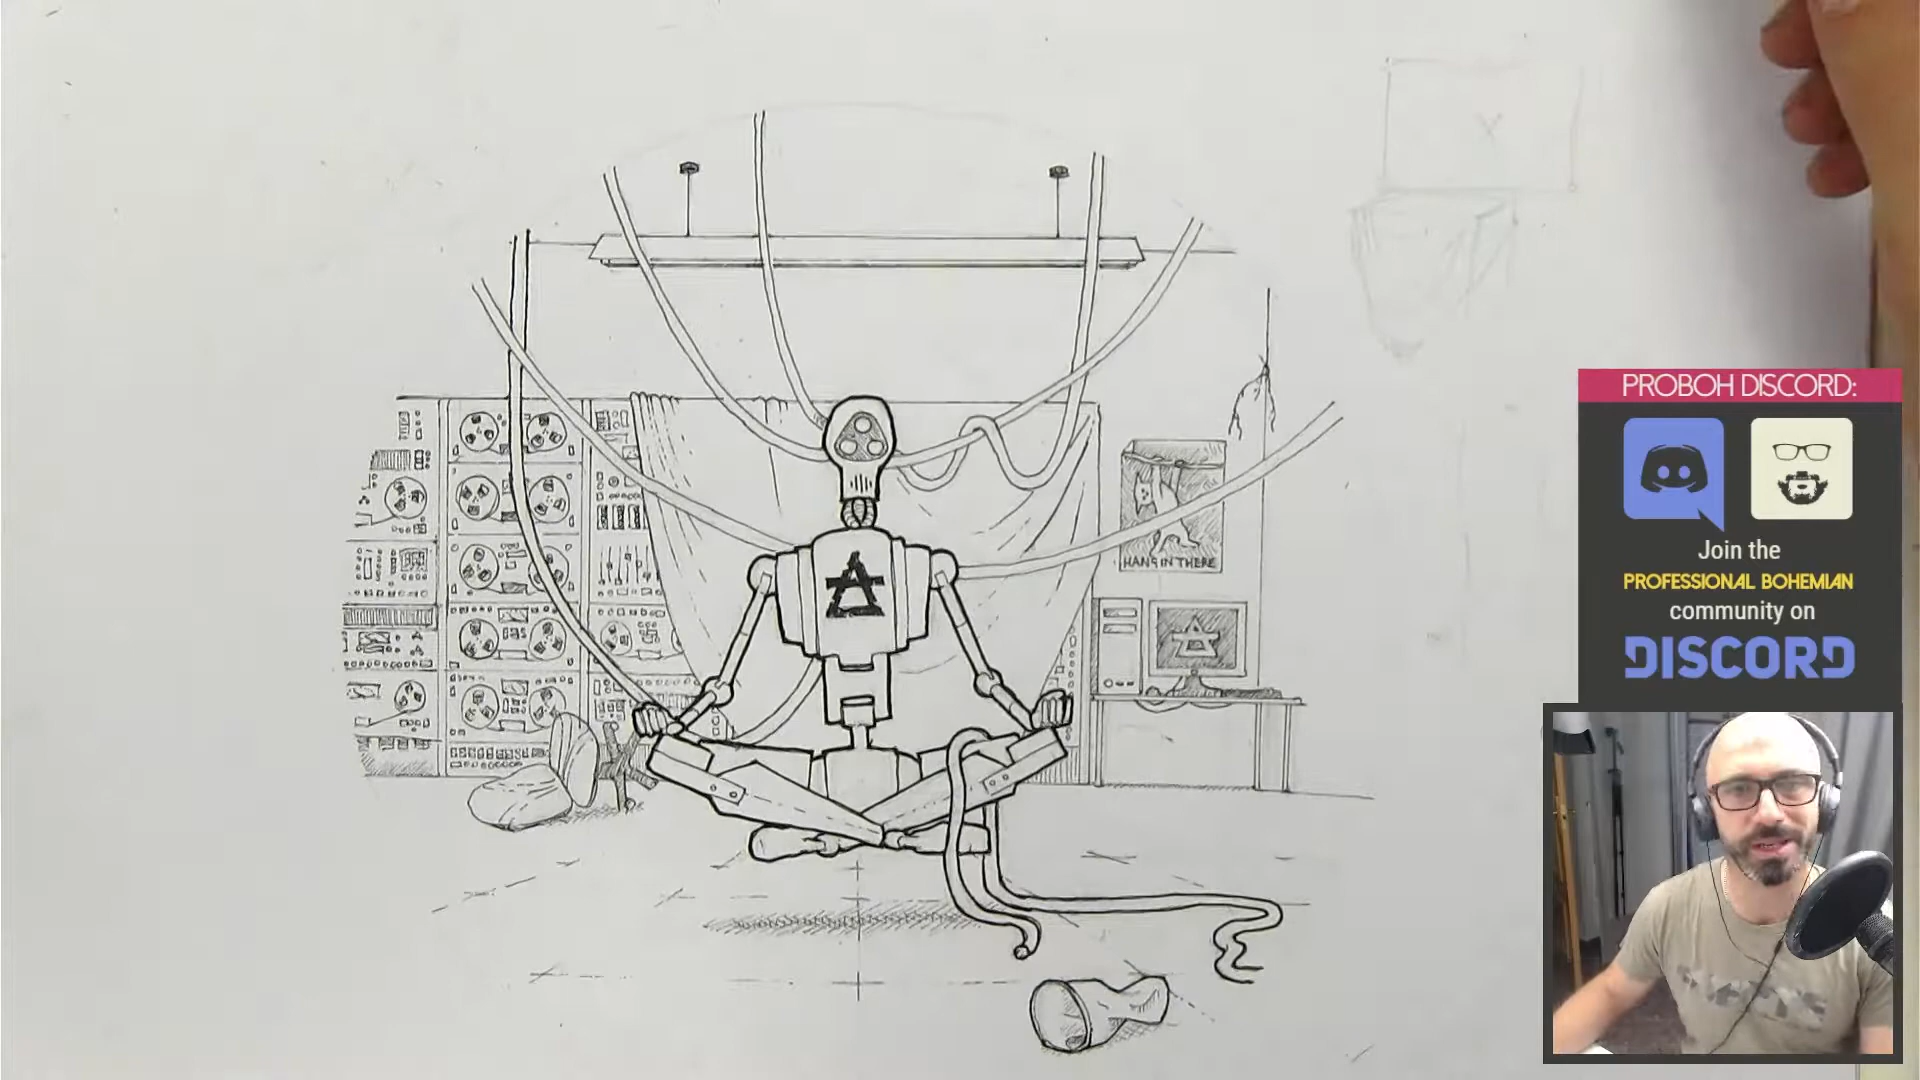 HANG IN THERE
PROBOH DISCORD:
Join the
PROFESSIONAL BOHEMIAN
community on
DISCORD